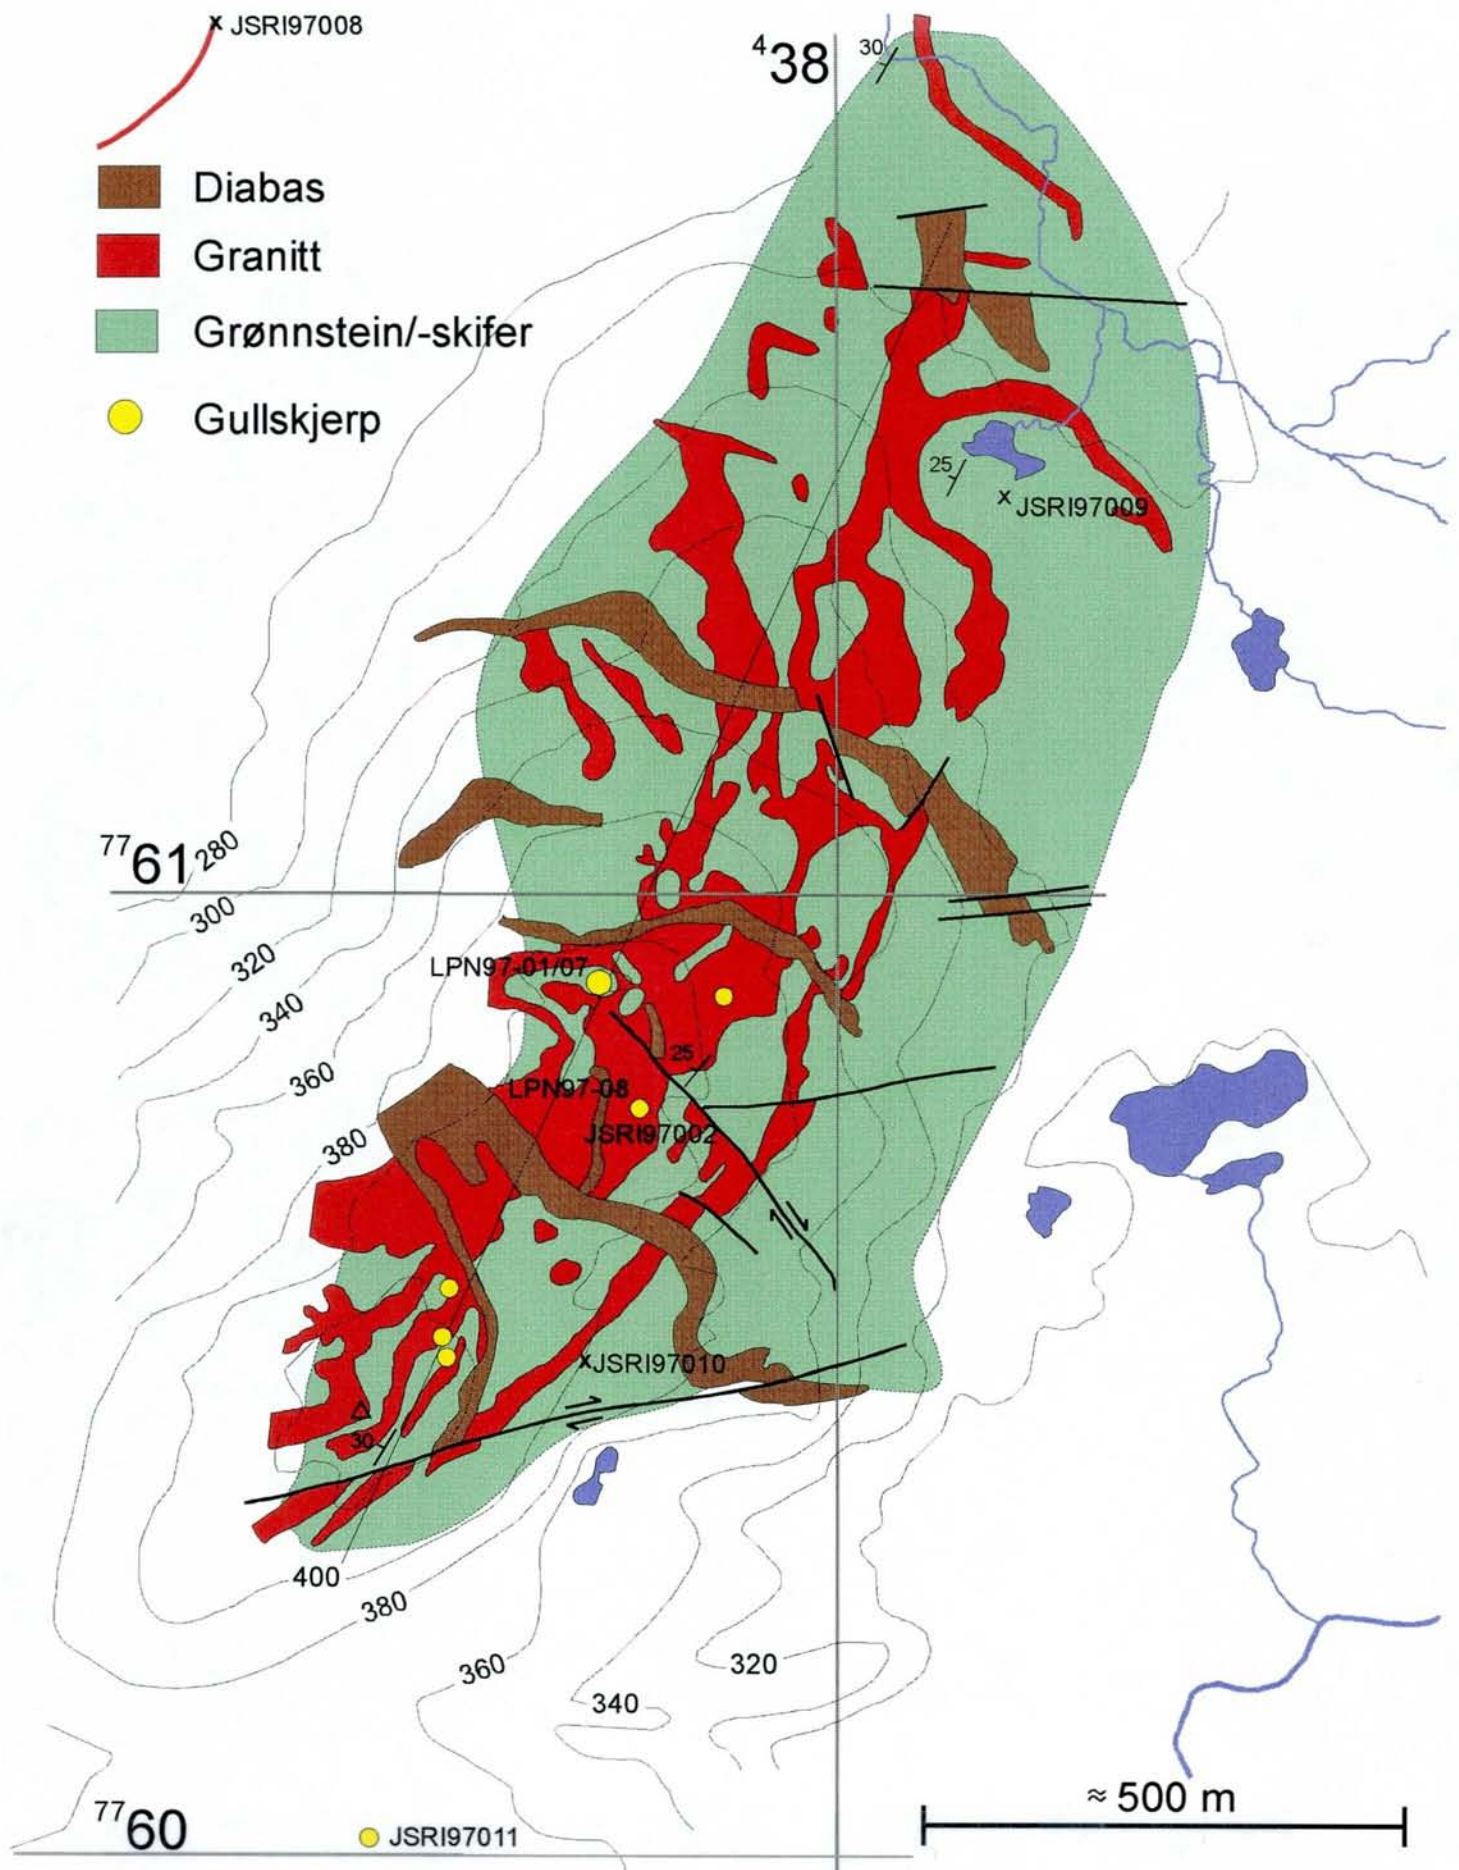 x JSRI97008
438
30
Diabas
Granitt
Grønnstein/-skifer
Gullskjerp
25
x JSRI97009
7761
280
300
320
340
360
380
LPN97-01/07
25
LPN97-08
JSRI97002
xJSRI97010
30
400
380
360
320
340
≈ 500 m
7760
JSRI97011